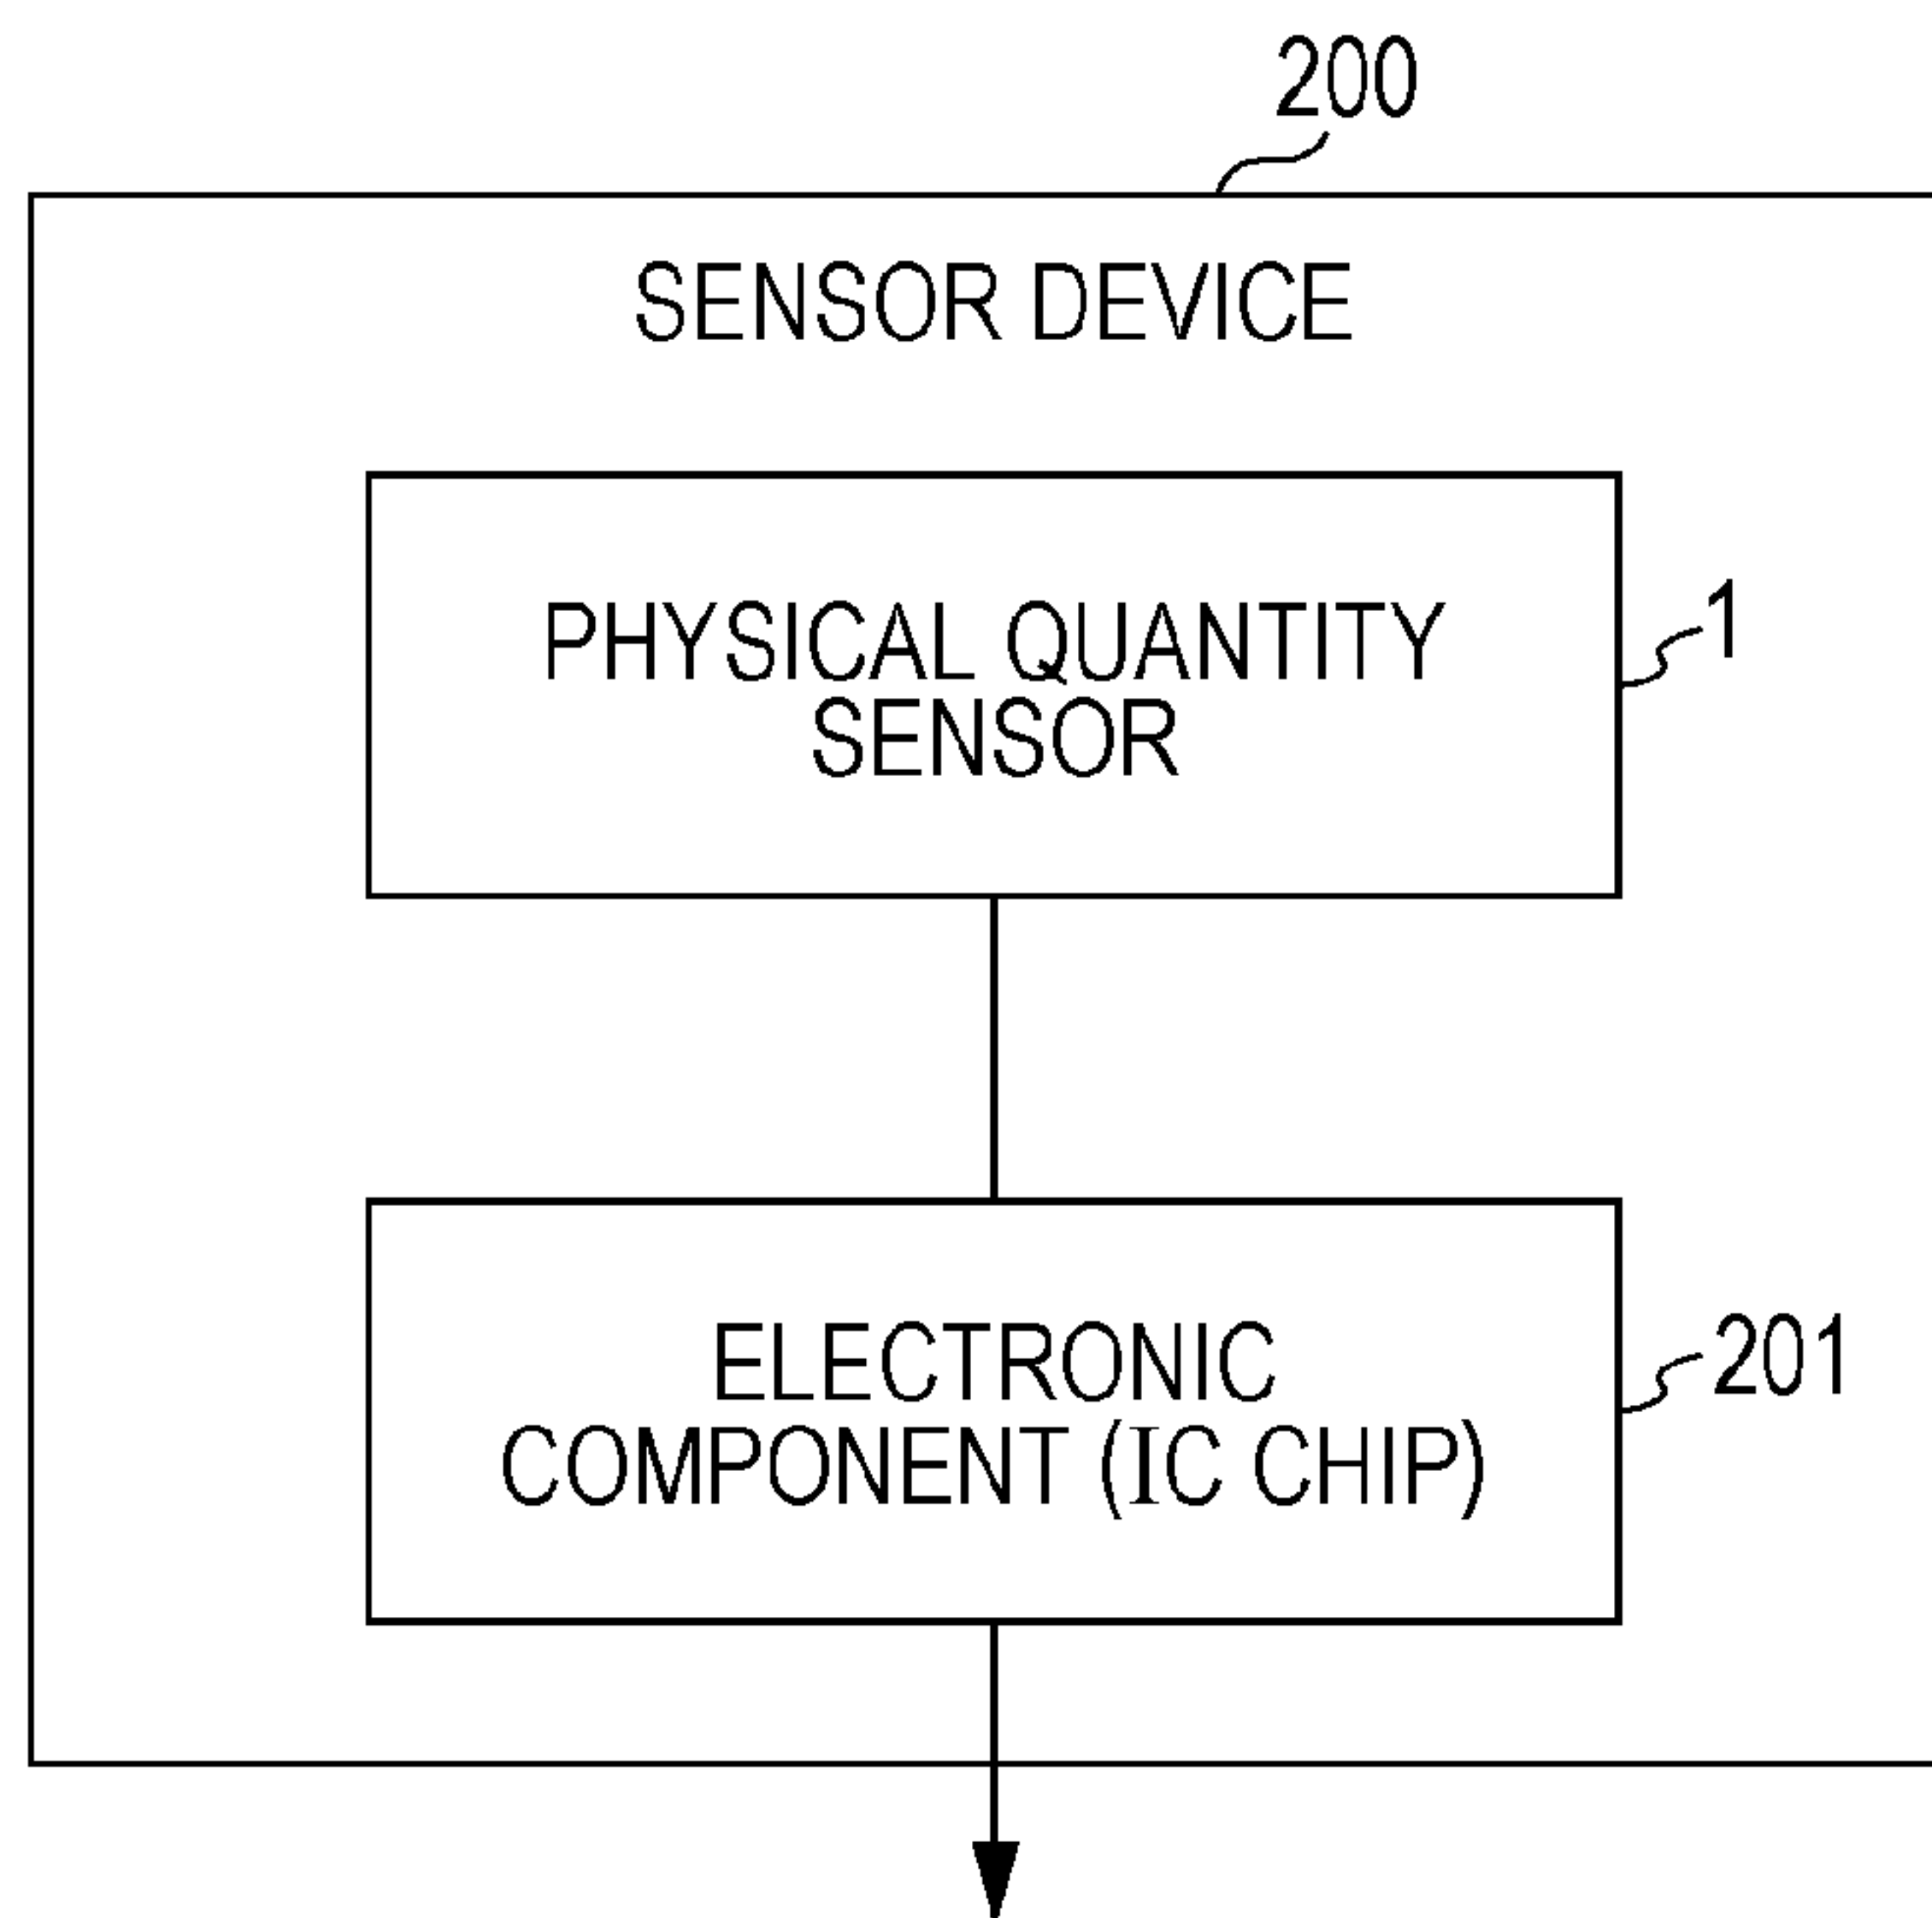 200
SENSOR DEVICE
PHYSICAL QUANTITY
SENSOR
1
ELECTRONIC
COMPONENT (IC CHIP)
201